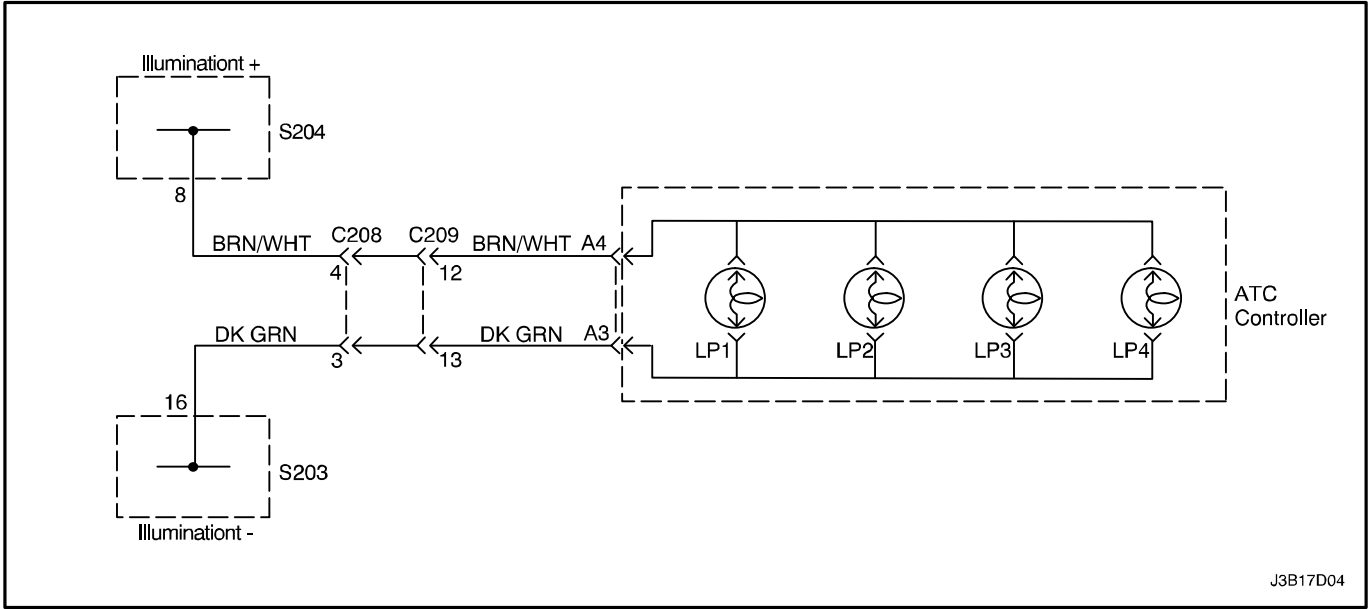 Illuminationt +
S204
8
BRN/WHT
C208
C209
BRN/WHT
A4
4
12
DK GRN
DK GRN
A3
3
13
LP1
LP2
LP3
LP4
ATC
Controller
16
S203
Illuminationt -
J3B17D04